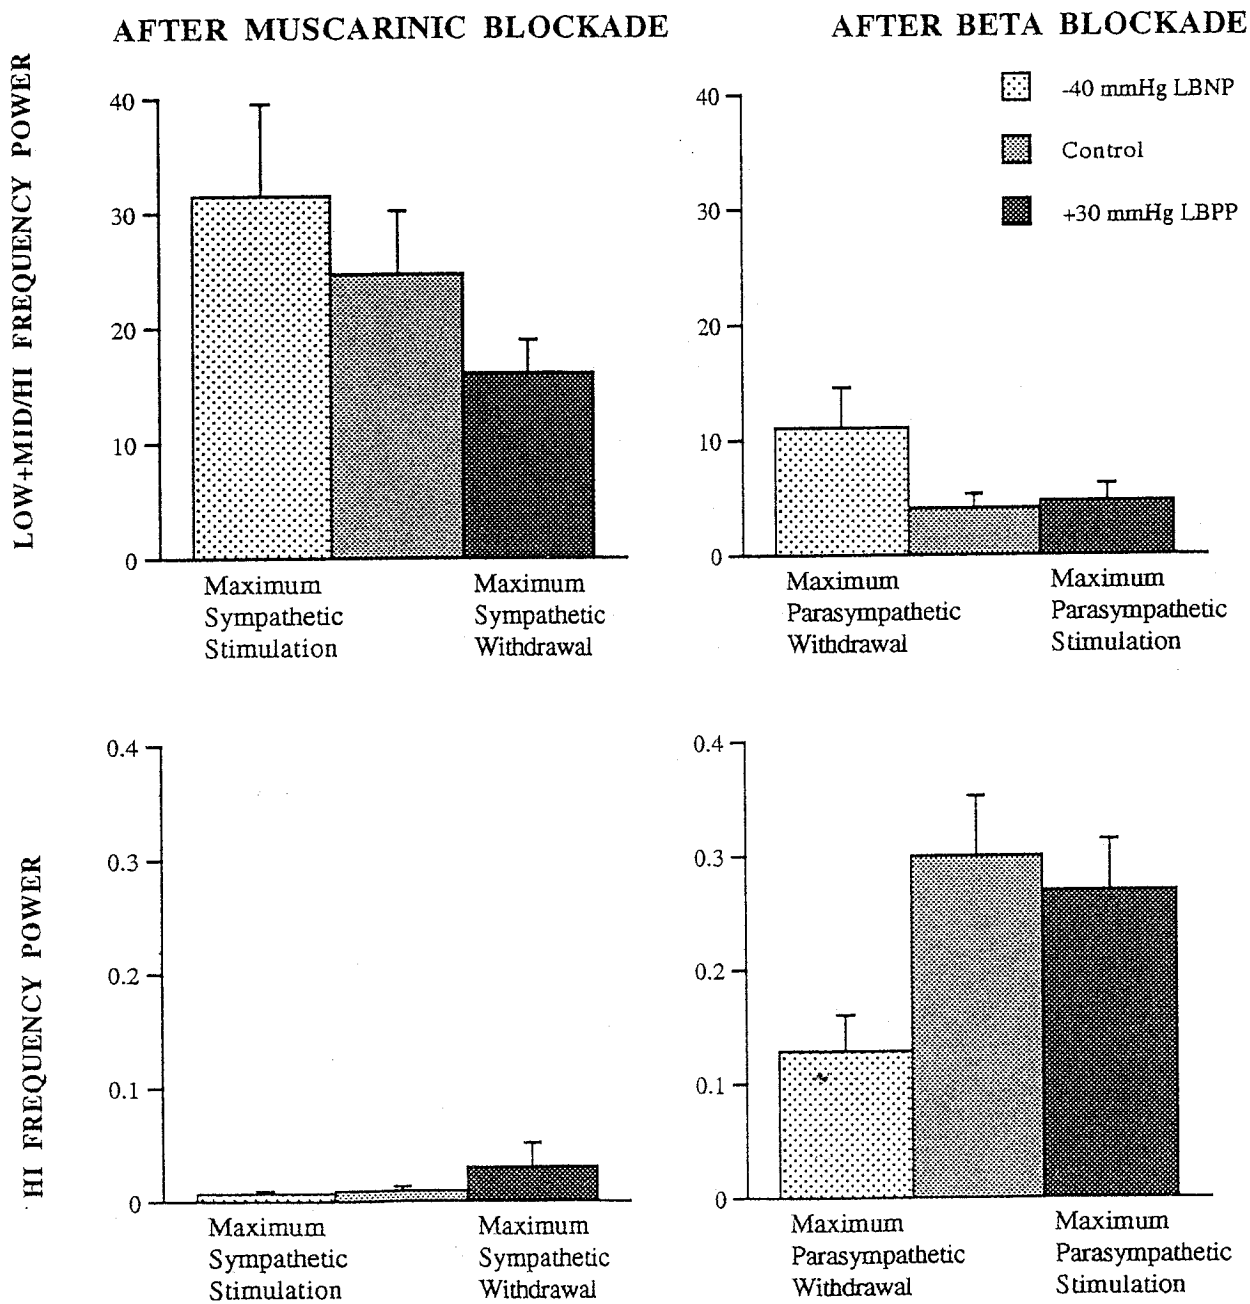 AFTER MUSCARINIC BLOCKADE
AFTER BETA BLOCKADE
LOW+MID/HI FREQUENCY POWER
40
30
20
10
0
Maximum
Sympathetic
Stimulation
Maximum
Sympathetic
Withdrawal
40
30
20
10
0
-40 mmHg LBNP
Control
+30 mmHg LBPP
Maximum
Parasympathetic
Withdrawal
Maximum
Parasympathetic
Stimulation
HI FREQUENCY POWER
0.4
0.3
0.2
0.1
0
Maximum
Sympathetic
Stimulation
Maximum
Sympathetic
Withdrawal
0.4
0.3
0.2
0.1
0
Maximum
Parasympathetic
Withdrawal
Maximum
Parasympathetic
Stimulation